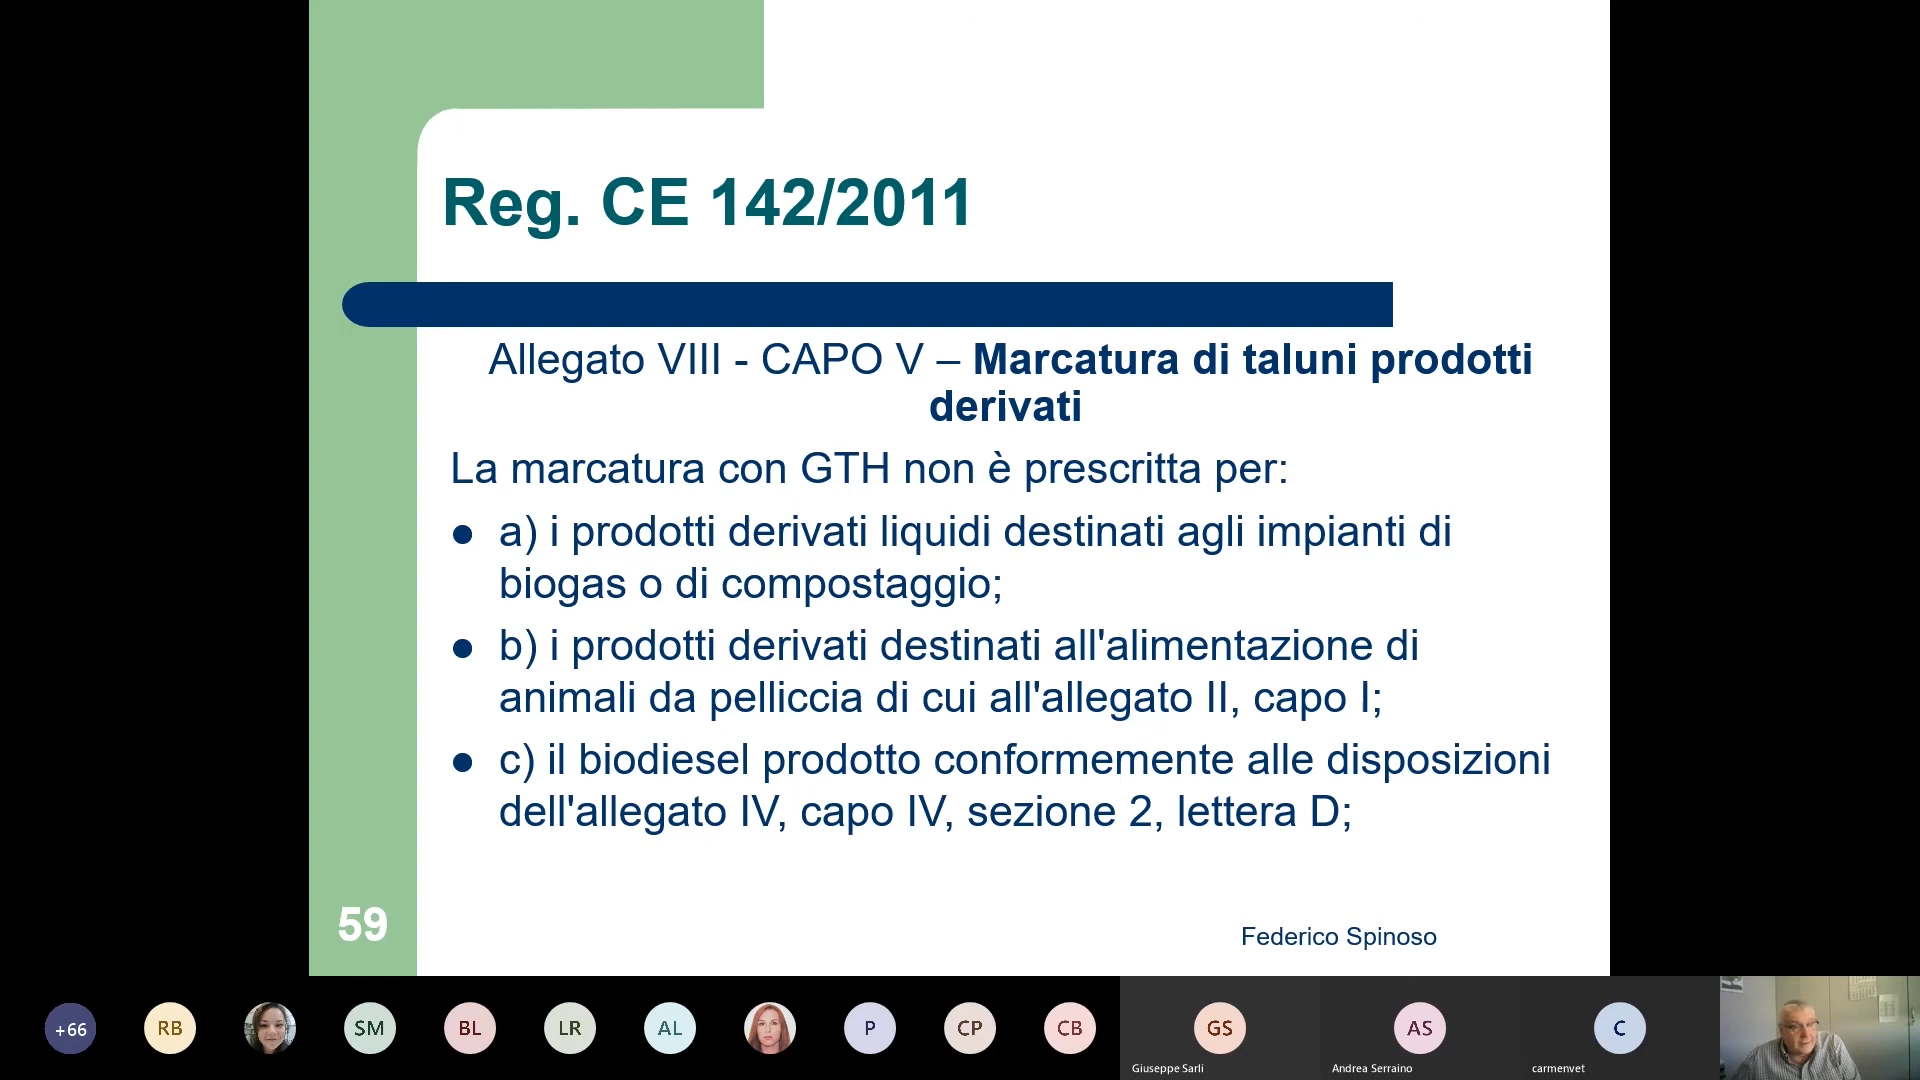 Reg. CE 142/2011
Allegato VIII - CAPO V – Marcatura di taluni prodotti
derivati
La marcatura con GTH non è prescritta per:
● a) i prodotti derivati liquidi destinati agli impianti di
biogas o di compostaggio;
● b) i prodotti derivati destinati all'alimentazione di
animali da pelliccia di cui all'allegato II, capo I;
● c) il biodiesel prodotto conformemente alle disposizioni
dell'allegato IV, capo IV, sezione 2, lettera D;
59
Federico Spinoso
+66 RB SM BL LR AL P CP CB GS AS C
Giuseppe Sarli Andrea Serraino carmenvet